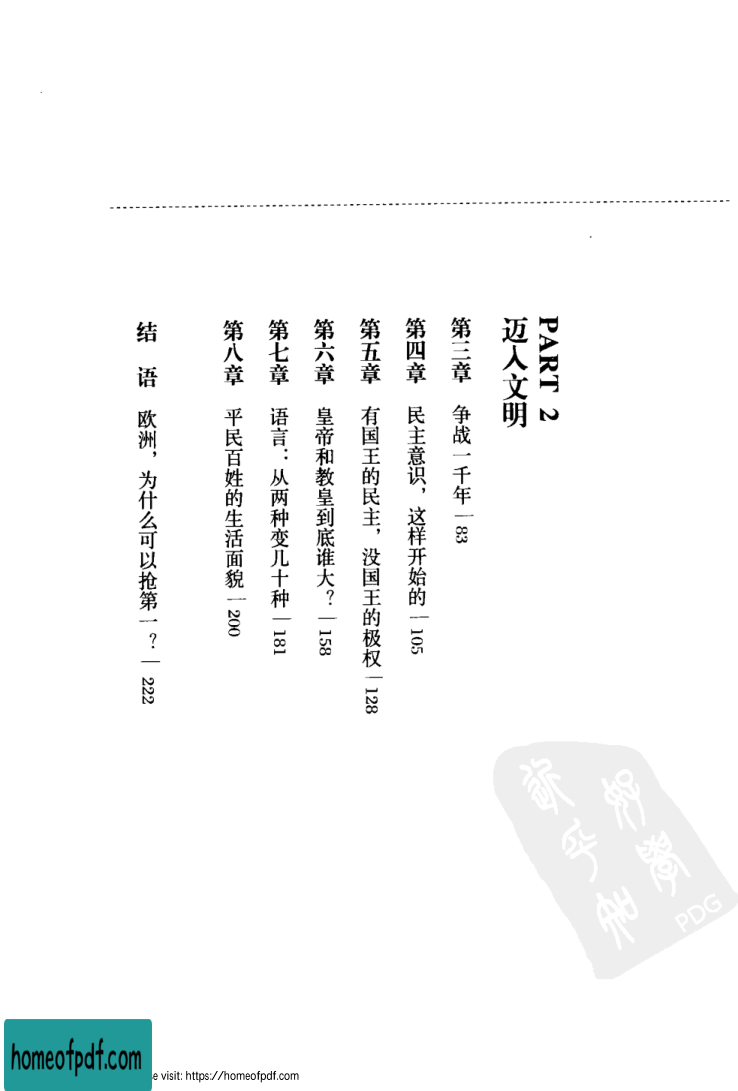 PART 2
迈入文明
第三章 争战一千年｜83
第四章 民主意识，这样开始的｜105
第五章 有国王的民主，没国王的极权｜128
第六章 皇帝和教皇到底谁大？｜158
第七章 语言：从两种变几十种｜181
第八章 平民百姓的生活面貌｜200
结 语 欧洲，为什么可以抢第一？｜222
好学
近乎知
PDG
homeofpdf.com
e visit: https://homeofpdf.com